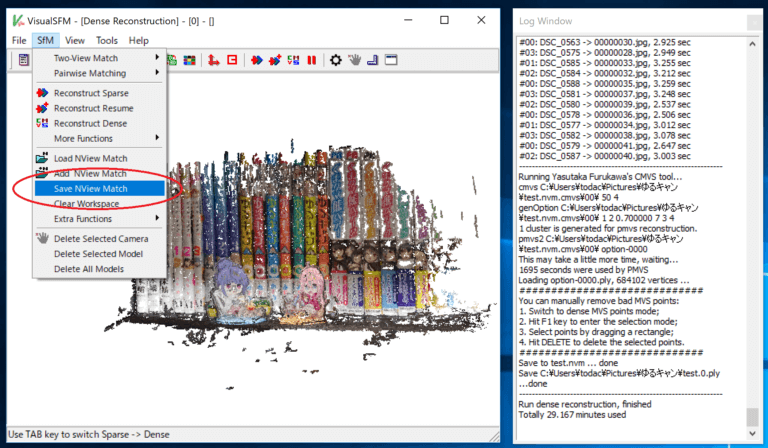 VisualSFM - [Dense Reconstruction] - [0] - []
File SfM View Tools Help
Two-View Match
Pairwise Matching
Reconstruct Sparse
Reconstruct Resume
Reconstruct Dense
More Functions
Load NView Match
Add NView Match
Save NView Match
Clear Workspace
Extra Functions
Delete Selected Camera
Delete Selected Model
Delete All Models
Use TAB key to switch Sparse -> Dense
Log Window
#00: DSC_0563 -> 00000030.jpg, 2.925 sec
#02: DSC_0575 -> 00000028.jpg, 2.949 sec
#01: DSC_0585 -> 00000033.jpg, 3.255 sec
#02: DSC_0584 -> 00000032.jpg, 3.212 sec
#00: DSC_0588 -> 00000035.jpg, 3.259 sec
#03: DSC_0581 -> 00000037.jpg, 3.248 sec
#02: DSC_0580 -> 00000039.jpg, 2.537 sec
#00: DSC_0578 -> 00000036.jpg, 2.506 sec
#01: DSC_0577 -> 00000034.jpg, 3.012 sec
#03: DSC_0582 -> 00000038.jpg, 3.078 sec
#00: DSC_0579 -> 00000041.jpg, 2.647 sec
#02: DSC_0587 -> 00000040.jpg, 3.003 sec
----------------------------------------------------------------
Running Yasutaka Furukawa's CMVS tool...
cmvs C:¥Users¥todac¥Pictures¥ゆるキャン
¥test.nvm.cmvs¥00¥ 50 4
genOption C:¥Users¥todac¥Pictures¥ゆるキャン
¥test.nvm.cmvs¥00¥ 1 2 0.700000 7 3 4
1 cluster is generated for pmvs reconstruction.
pmvs2 C:¥Users¥todac¥Pictures¥ゆるキャン
¥test.nvm.cmvs¥00¥ option-0000
This may take a little more time, waiting...
1695 seconds were used by PMVS
Loading option-0000.ply, 684102 vertices ...
#############################
You can manually remove bad MVS points:
1. Switch to dense MVS points mode;
2. Hit F1 key to enter the selection mode;
3. Select points by dragging a rectangle;
4. Hit DELETE to delete the selected points.
#############################
Save to test.nvm ... done
Save C:¥Users¥todac¥Pictures¥ゆるキャン¥test.0.ply
...done
----------------------------------------------------------------
Run dense reconstruction, finished
Totally 29.167 minutes used